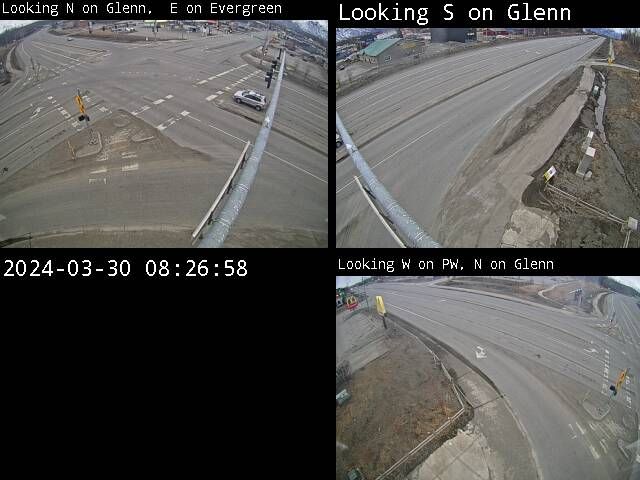 Looking N on Glenn, E on Evergreen
Looking S on Glenn
2024-03-30 08:26:58
Looking W on PW, N on Glenn